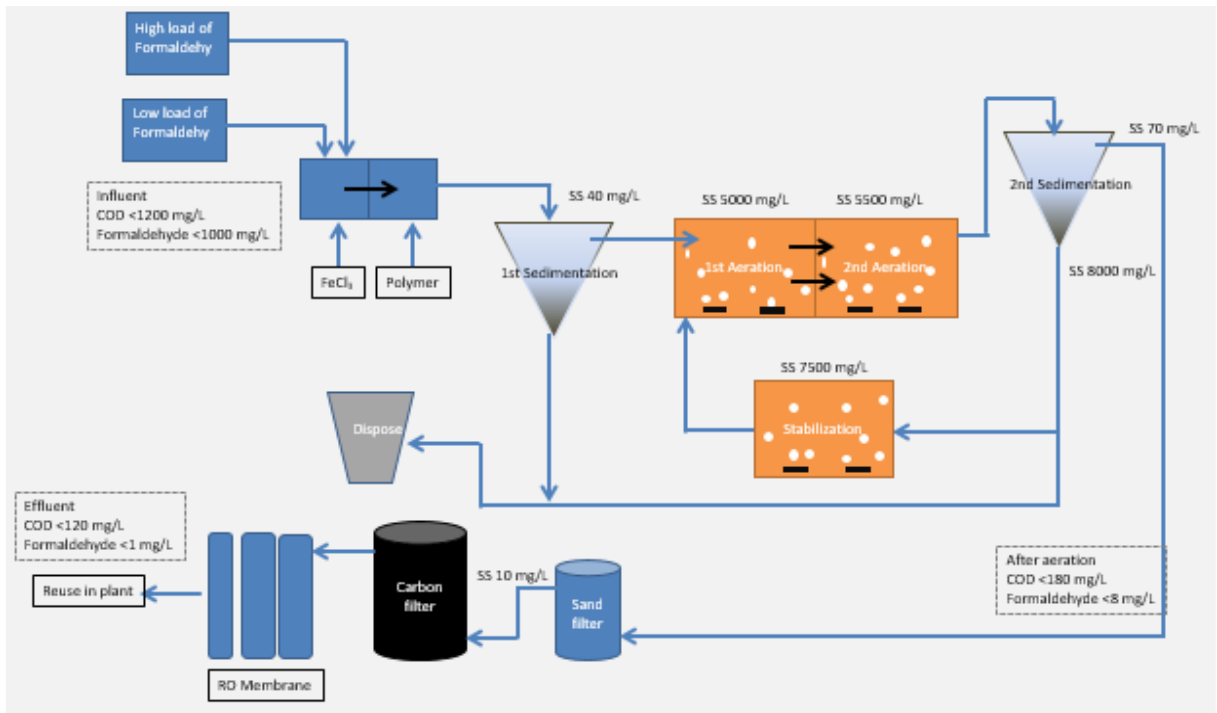 High load of
Formaldehy
Low load of
Formaldehy
Influent
COD <1200 mg/L
Formaldehyde <1000 mg/L
FeCl₃
Polymer
SS 40 mg/L
1st Sedimentation
SS 5000 mg/L
SS 5500 mg/L
1st Aeration
2nd Aeration
SS 70 mg/L
2nd Sedimentation
SS 8000 mg/L
SS 7500 mg/L
Stabilization
Dispose
Effluent
COD <120 mg/L
Formaldehyde <1 mg/L
Reuse in plant
RO Membrane
Carbon
filter
SS 10 mg/L
Sand
filter
After aeration
COD <180 mg/L
Formaldehyde <8 mg/L